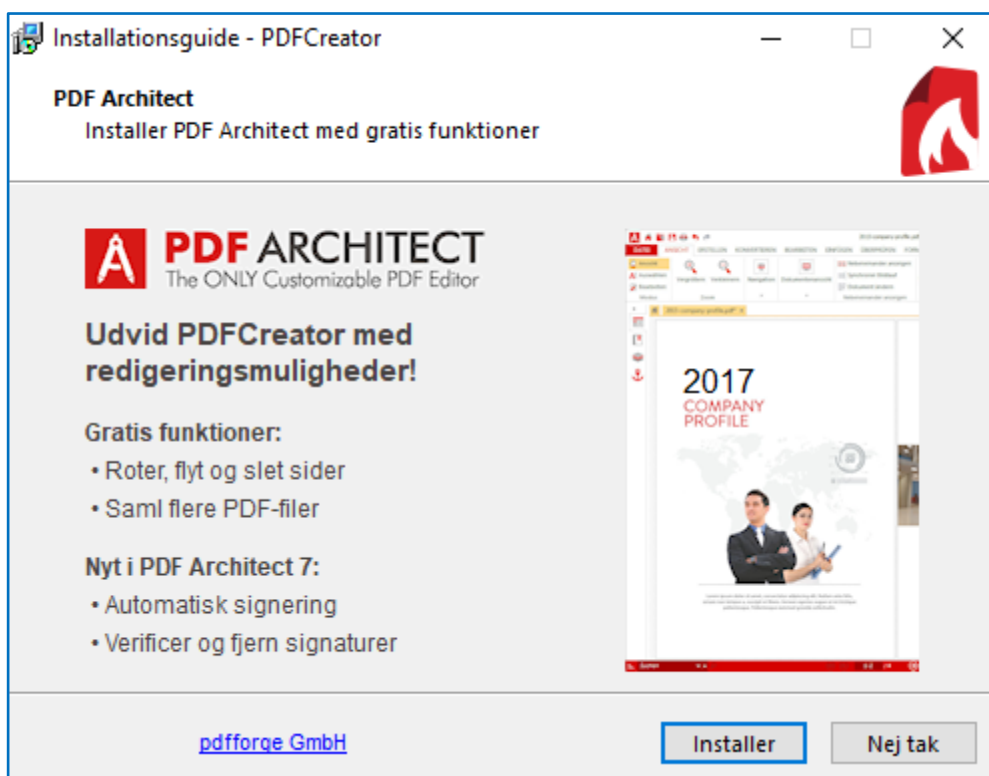 Installationsguide - PDFCreator
PDF Architect
Installer PDF Architect med gratis funktioner
PDF ARCHITECT
The ONLY Customizable PDF Editor
Udvid PDFCreator med
redigeringsmuligheder!
Gratis funktioner:
• Roter, flyt og slet sider
• Saml flere PDF-filer
Nyt i PDF Architect 7:
• Automatisk signering
• Verificer og fjern signaturer
2017
COMPANY
PROFILE
pdfforge GmbH
Installer
Nej tak